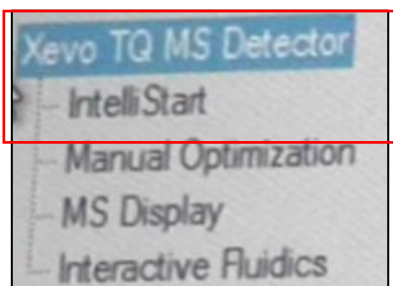 Xevo TQ MS Detector
IntelliStart
Manual Optimization
MS Display
Interactive Fluidics